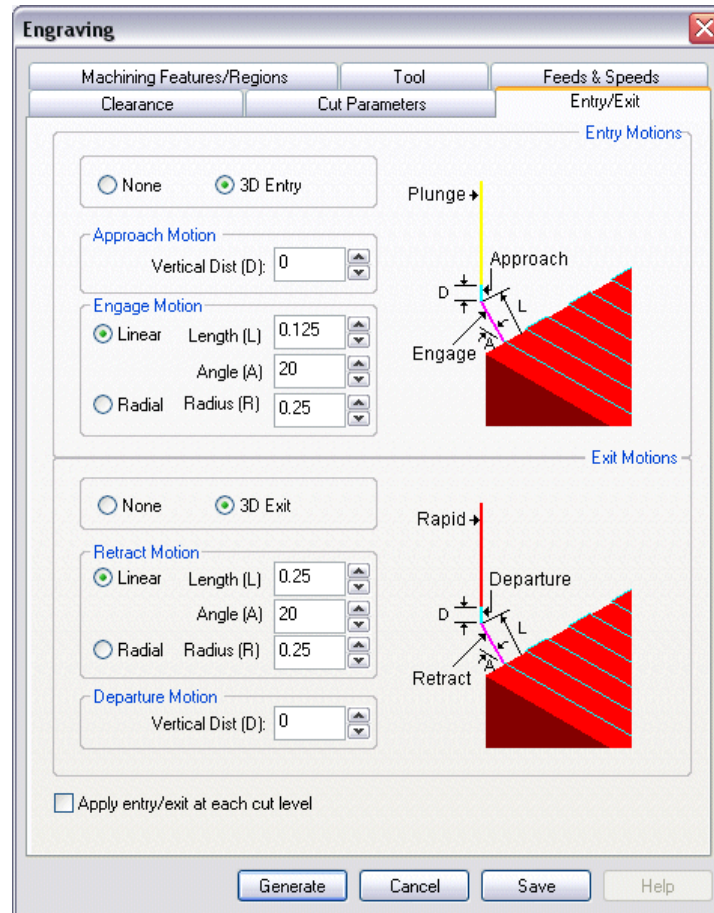 Engraving
Machining Features/Regions Tool Feeds & Speeds
Clearance Cut Parameters Entry/Exit
Entry Motions
None 3D Entry
Plunge
Approach Motion
Vertical Dist (D): 0
Approach
D
L
A
Engage
Engage Motion
Linear Length (L) 0.125
Angle (A) 20
Radial Radius (R) 0.25
Exit Motions
None 3D Exit
Rapid
Retract Motion
Linear Length (L) 0.25
Angle (A) 20
Radial Radius (R) 0.25
Departure
D
L
A
Retract
Departure Motion
Vertical Dist (D): 0
Apply entry/exit at each cut level
Generate Cancel Save Help